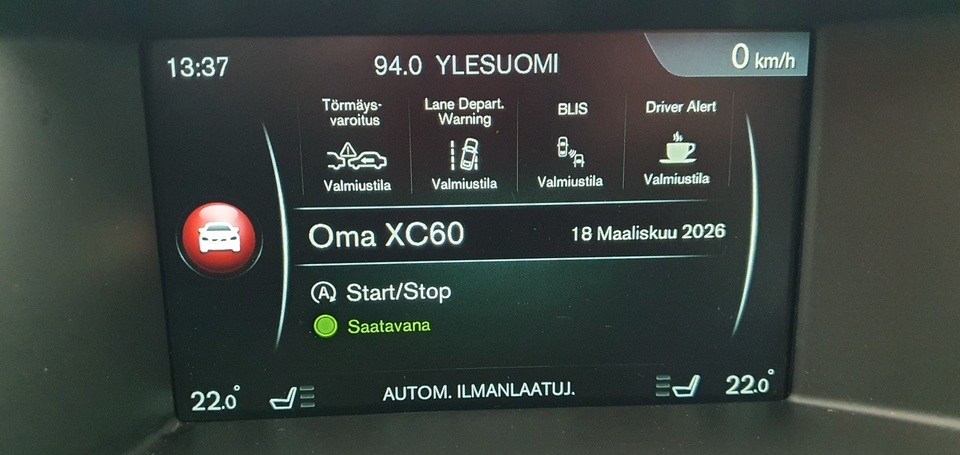 13:37
94.0 YLESUOMI
0 km/h
Törmäys-
varoitus
Valmiustila
Lane Depart.
Warning
Valmiustila
BLIS
Valmiustila
Driver Alert
Valmiustila
Oma XC60
18 Maaliskuu 2026
A Start/Stop
Saatavana
22.0°
AUTOM. ILMANLAATUJ.
22.0°